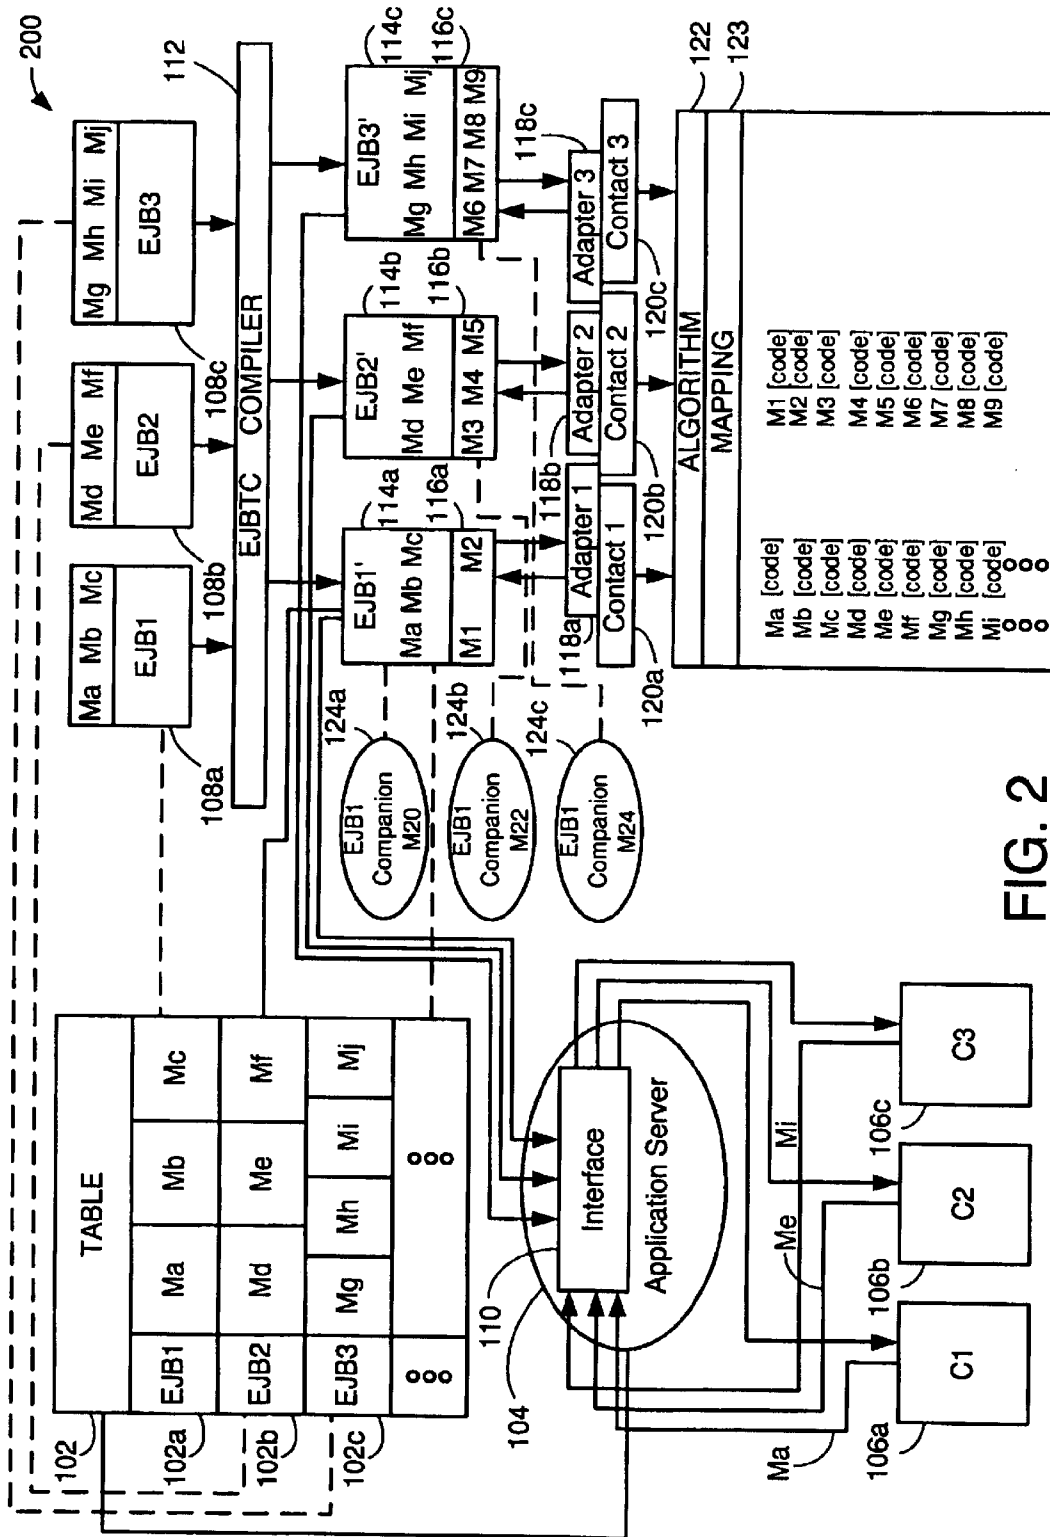 200
TABLE
102
EJB1 Ma Mb Mc
102a
EJB2 Md Me Mf
102b
EJB3 Mg Mh Mi Mj
102c
Ma Mb Mc
EJB1
108a
Md Me Mf
EJB2
108b
Mg Mh Mi Mj
EJB3
108c
EJBTC COMPILER
112
EJB1'
Ma Mb Mc
M1 M2
114a
116a
EJB2'
Md Me Mf
M3 M4 M5
114b
116b
EJB3'
Mg Mh Mi Mj
M6 M7 M8 M9
114c
116c
EJB1
Companion
M20
124a
EJB1
Companion
M22
124b
EJB1
Companion
M24
124c
Adapter 1
118a
Adapter 2
118b
Adapter 3
118c
Contact 1
120a
Contact 2
120b
Contact 3
120c
ALGORITHM
122
MAPPING
123
Ma [code]
Mb [code]
Mc [code]
Md [code]
Me [code]
Mf [code]
Mg [code]
Mh [code]
Mi [code]
M1 [code]
M2 [code]
M3 [code]
M4 [code]
M5 [code]
M6 [code]
M7 [code]
M8 [code]
M9 [code]
104
110
Interface
Application Server
Ma
Me
Mi
C1
106a
C2
106b
C3
106c
FIG. 2